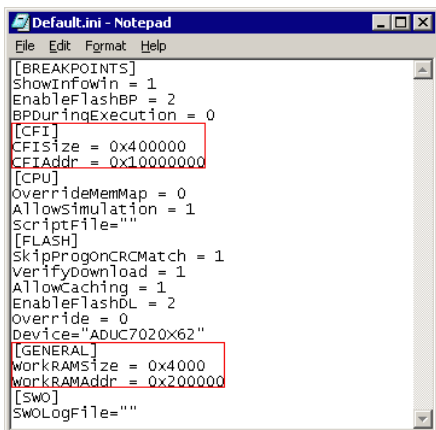 Default.ini - Notepad
File Edit Format Help
[BREAKPOINTS]
ShowInfoWin = 1
EnableFlashBP = 2
BPDuringExecution = 0
[CFI]
CFISize = 0x400000
CFIAddr = 0x10000000
[CPU]
OverrideMemMap = 0
AllowSimulation = 1
ScriptFile=""
[FLASH]
SkipProgOnCRCMatch = 1
VerifyDownload = 1
AllowCaching = 1
EnableFlashDL = 2
Override = 0
Device="ADUC7020X62"
[GENERAL]
WorkRAMSize = 0x4000
WorkRAMAddr = 0x200000
[SWO]
SWOLogFile=""